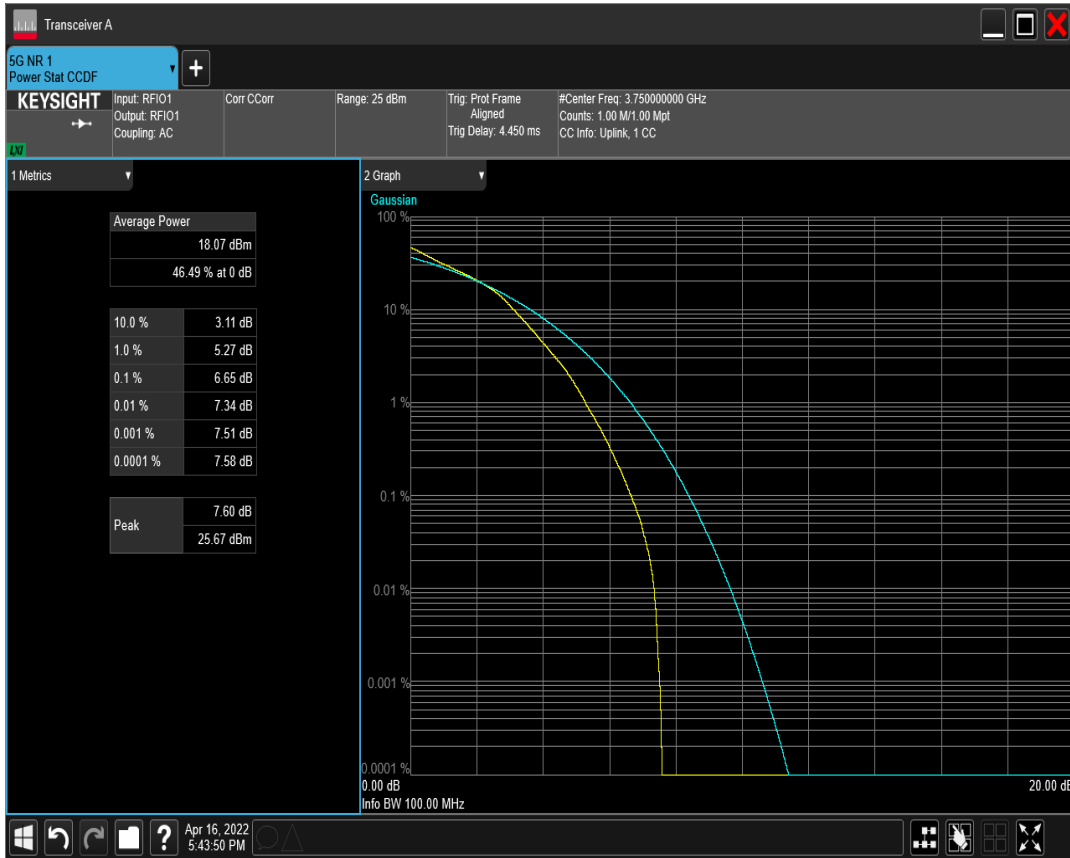 Transceiver A
5G NR 1
Power Stat CCDF
KEYSIGHT
LXI
Input: RFIO1
Output: RFIO1
Coupling: AC
Corr CCorr
Range: 25 dBm
Trig: Prot Frame
Aligned
Trig Delay: 4.450 ms
#Center Freq: 3.750000000 GHz
Counts: 1.00 M/1.00 Mpt
CC Info: Uplink, 1 CC
1 Metrics
Average Power
18.07 dBm
46.49 % at 0 dB
10.0 % 3.11 dB
1.0 % 5.27 dB
0.1 % 6.65 dB
0.01 % 7.34 dB
0.001 % 7.51 dB
0.0001 % 7.58 dB
Peak
7.60 dB
25.67 dBm
2 Graph
Gaussian
100 %
10 %
1 %
0.1 %
0.01 %
0.001 %
0.0001 %
0.00 dB 20.00 dB
Info BW 100.00 MHz
Apr 16, 2022
5:43:50 PM